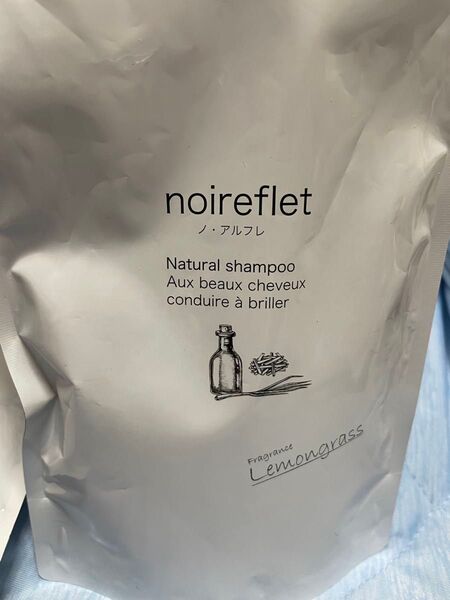 noireflet
ノ・アルフレ
Natural shampoo
Aux beaux cheveux
conduire à briller
Fragrance
Lemongrass